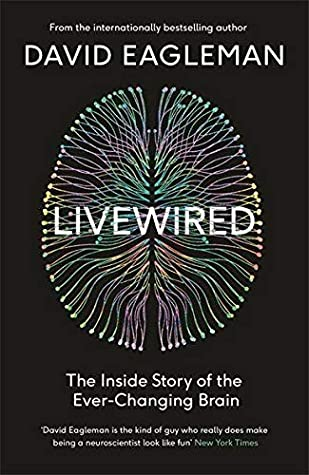 From the internationally bestselling author
DAVID EAGLEMAN
LIVEWIRED
The Inside Story of the
Ever-Changing Brain
‘David Eagleman is the kind of guy who really does make
being a neuroscientist look like fun’ New York Times